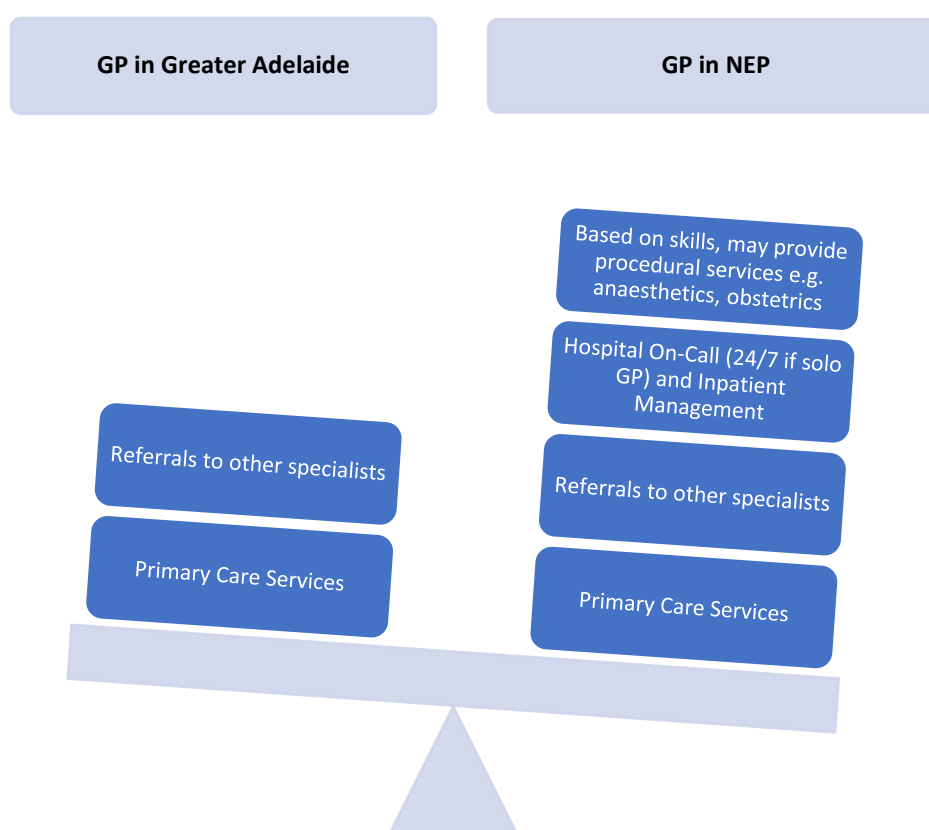 GP in Greater Adelaide
GP in NEP
Based on skills, may provide
procedural services e.g.
anaesthetics, obstetrics
Hospital On-Call (24/7 if solo
GP) and Inpatient
Management
Referrals to other specialists
Referrals to other specialists
Primary Care Services
Primary Care Services